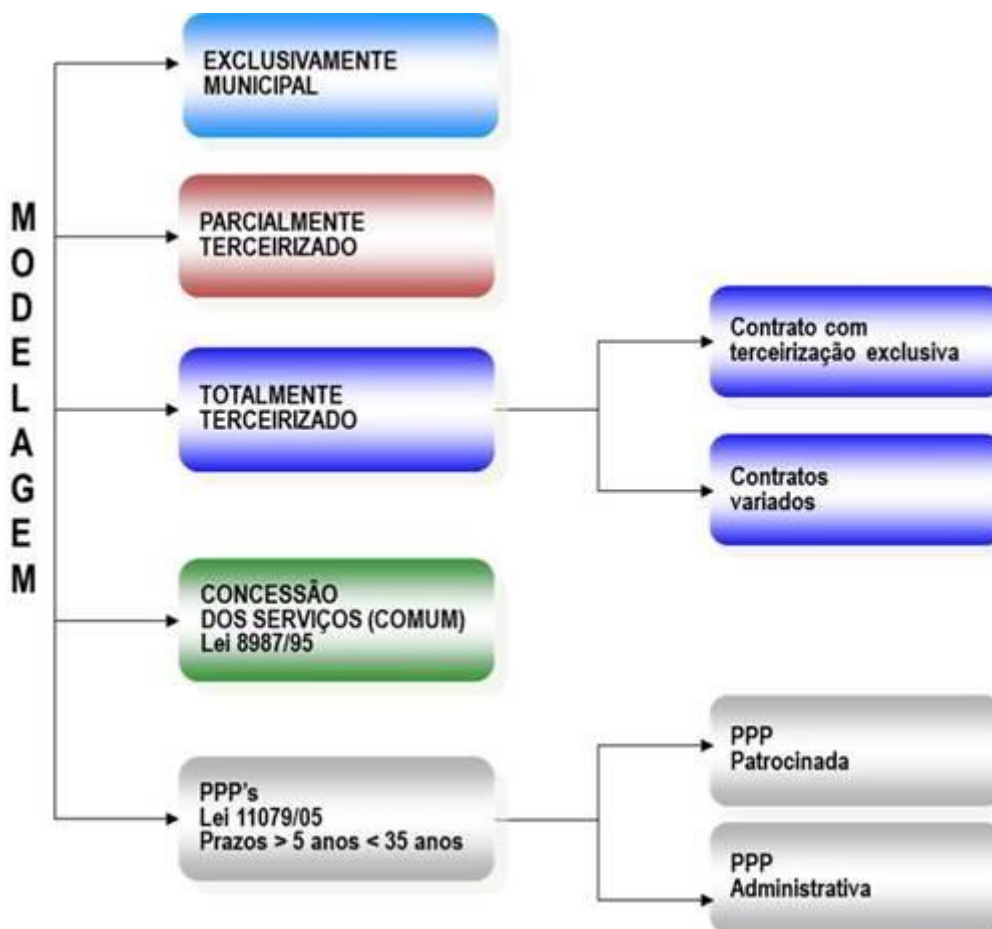 MODELAGEM
EXCLUSIVAMENTE
MUNICIPAL
PARCIALMENTE
TERCEIRIZADO
TOTALMENTE
TERCEIRIZADO
Contrato com
terceirização exclusiva
Contratos
variados
CONCESSÃO
DOS SERVIÇOS (COMUM)
Lei 8987/95
PPP's
Lei 11079/05
Prazos > 5 anos < 35 anos
PPP
Patrocinada
PPP
Administrativa